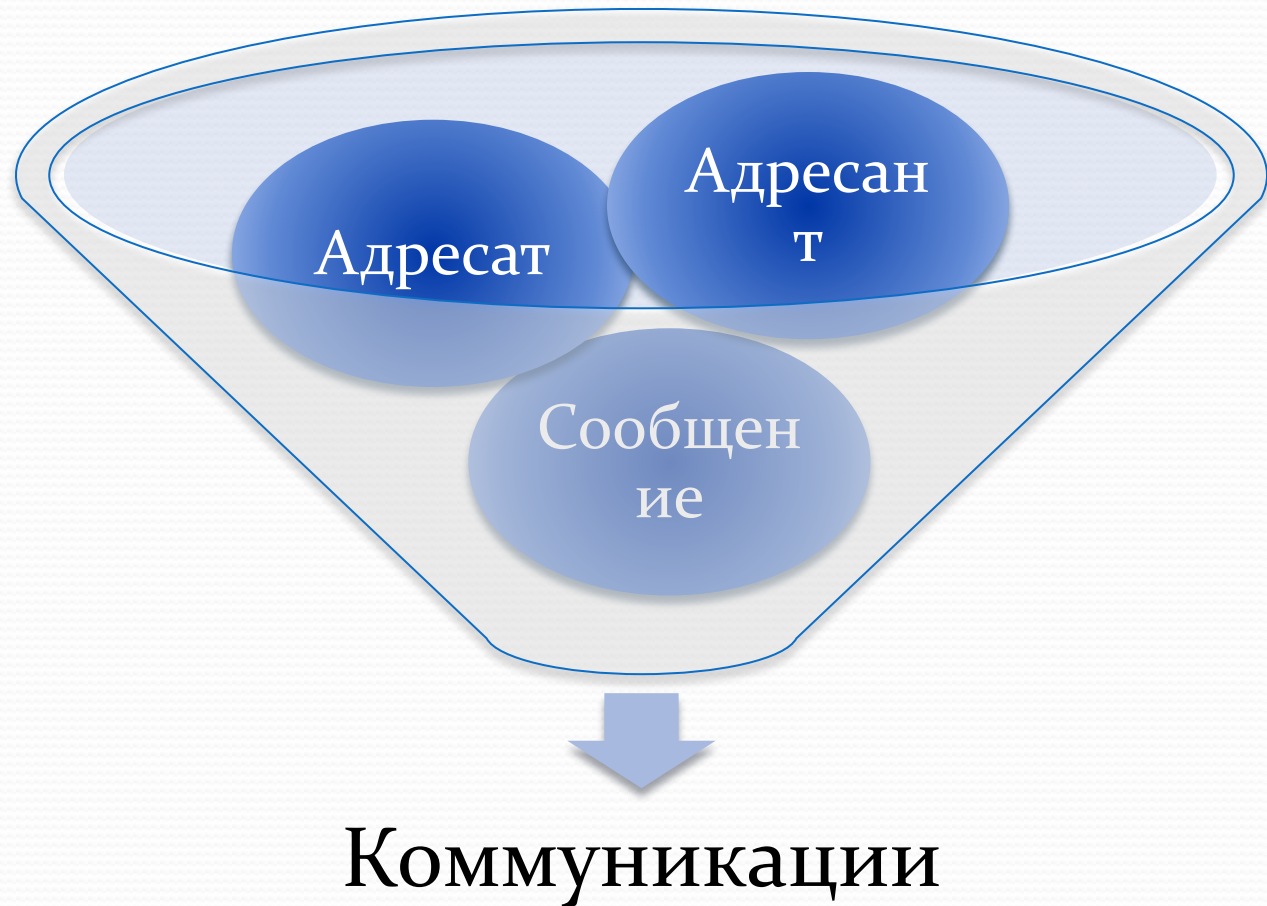 Адресат
Адресан
т
Сообщен
ие
Коммуникации